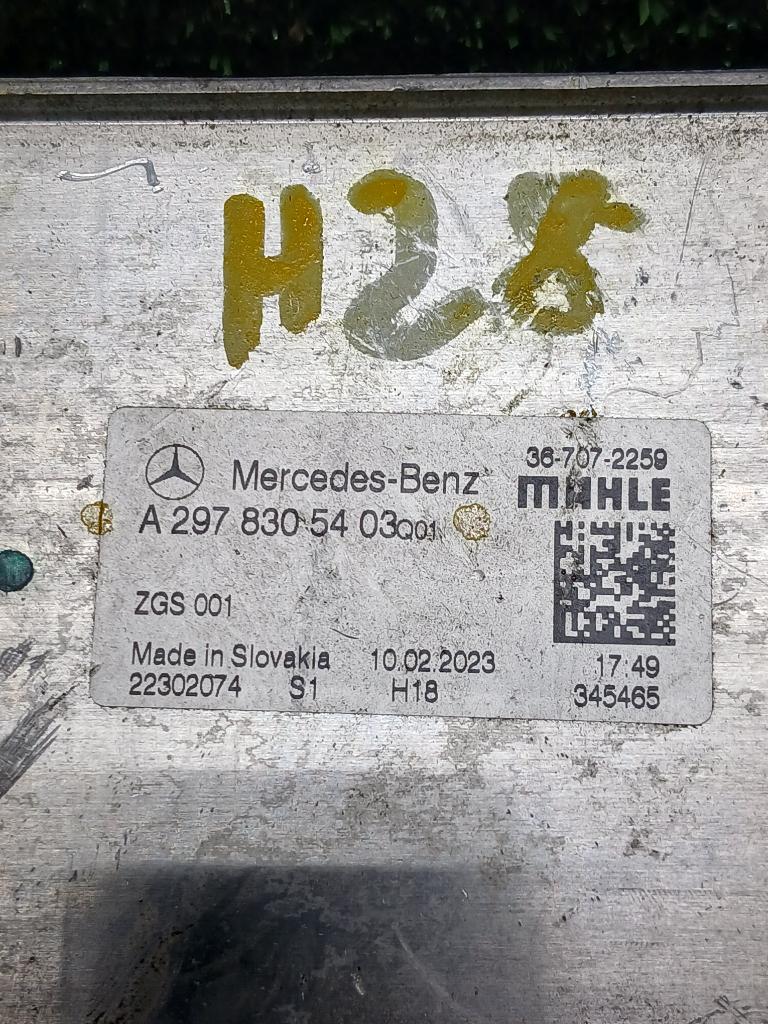 H28
36-707-2259
Mercedes-Benz MAHLE
A 297 830 54 03Q01
ZGS 001
Made in Slovakia 10.02.2023 17:49
22302074 S1 H18 345465